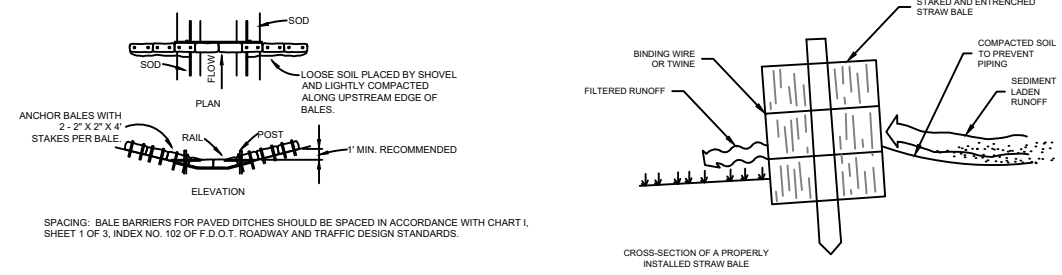 SOD
SOD
FLOW
LOOSE SOIL PLACED BY SHOVEL
AND LIGHTLY COMPACTED
ALONG UPSTREAM EDGE OF
BALES.
PLAN
ANCHOR BALES WITH
2 - 2" X 2" X 4'
STAKES PER BALE.
RAIL
POST
1' MIN. RECOMMENDED
ELEVATION
SPACING: BALE BARRIERS FOR PAVED DITCHES SHOULD BE SPACED IN ACCORDANCE WITH CHART I,
SHEET 1 OF 3, INDEX NO. 102 OF F.D.O.T. ROADWAY AND TRAFFIC DESIGN STANDARDS.
STAKED AND ENTRENCHED
STRAW BALE
BINDING WIRE
OR TWINE
COMPACTED SOIL
TO PREVENT
PIPING
FILTERED RUNOFF
SEDIMENT
LADEN
RUNOFF
CROSS-SECTION OF A PROPERLY
INSTALLED STRAW BALE